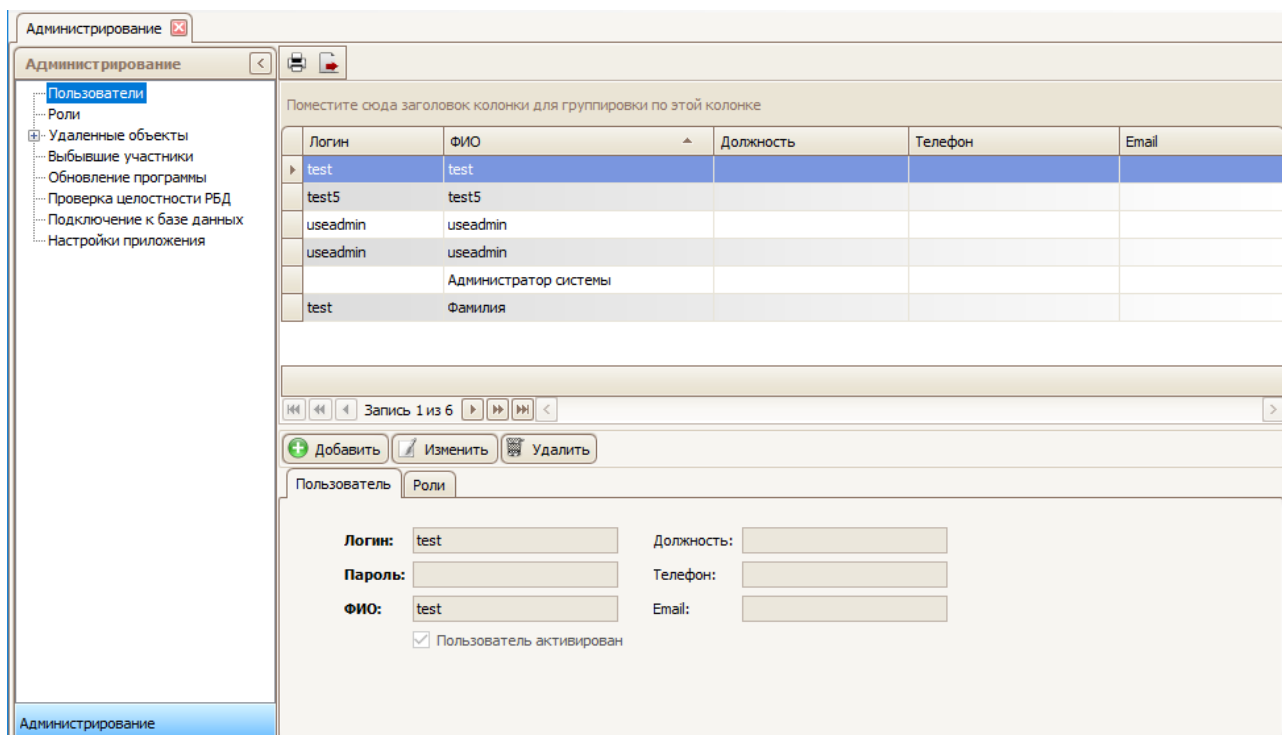 Администрирование
Администрирование
Пользователи
Роли
Удаленные объекты
Выбывшие участники
Обновление программы
Проверка целостности РБД
Подключение к базе данных
Настройки приложения
Администрирование
Поместите сюда заголовок колонки для группировки по этой колонке
Логин ФИО Должность Телефон Email
test test
test5 test5
useadmin useadmin
useadmin useadmin
Администратор системы
test Фамилия
Запись 1 из 6
Добавить Изменить Удалить
Пользователь Роли
Логин: test Должность:
Пароль: Телефон:
ФИО: test Email:
Пользователь активирован